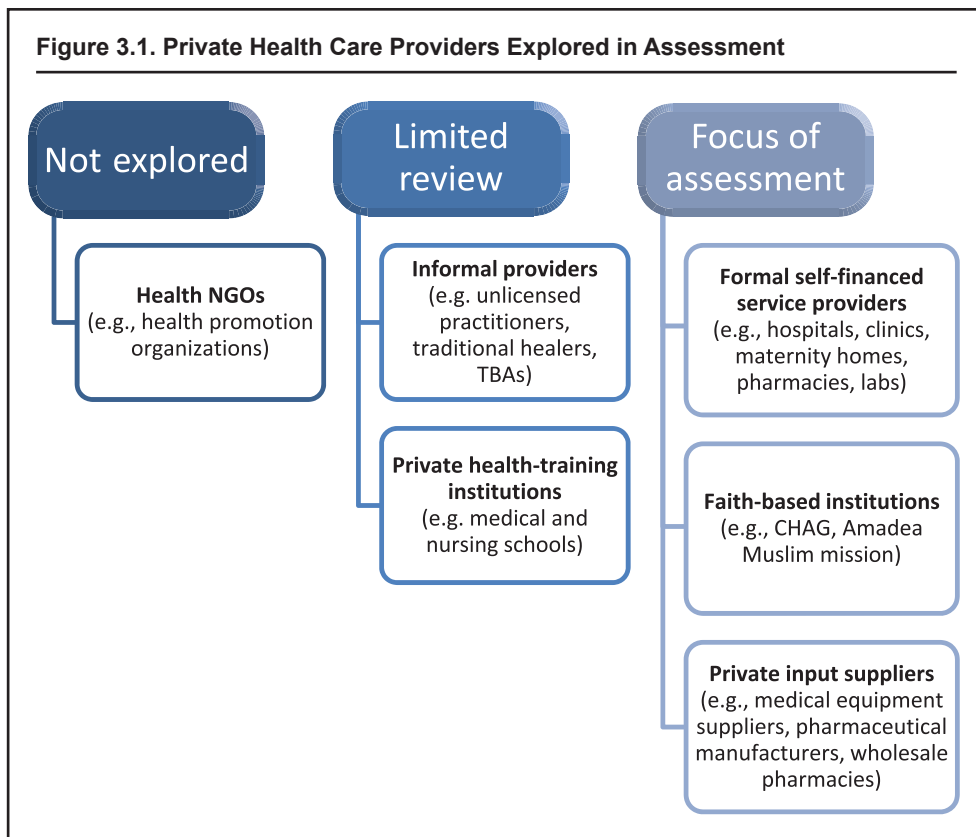 Figure 3.1. Private Health Care Providers Explored in Assessment
Not explored
Health NGOs
(e.g., health promotion
organizations)
Limited
review
Informal providers
(e.g. unlicensed
practitioners,
traditional healers,
TBAs)
Private health-training
institutions
(e.g. medical and
nursing schools)
Focus of
assessment
Formal self-financed
service providers
(e.g., hospitals, clinics,
maternity homes,
pharmacies, labs)
Faith-based institutions
(e.g., CHAG, Amadea
Muslim mission)
Private input suppliers
(e.g., medical equipment
suppliers, pharmaceutical
manufacturers, wholesale
pharmacies)